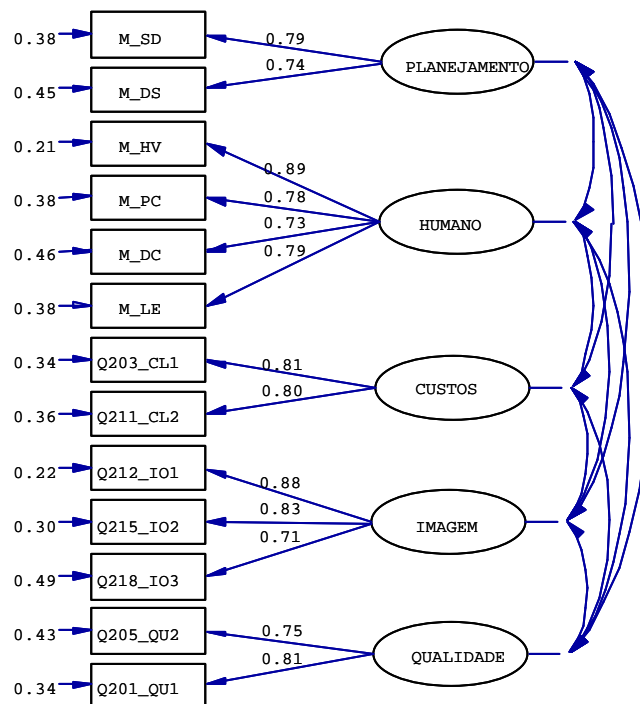 0.38 M_SD 0.79 PLANEJAMENTO
0.74
0.45 M_DS
0.21 M_HV
0.89
0.38 M_PC 0.78
0.73 HUMANO
0.46 M_DC
0.79
0.38 M_LE
0.34 Q203_CL1 0.81
0.80 CUSTOS
0.36 Q211_CL2
0.22 Q212_IO1
0.88
0.30 Q215_IO2 0.83 IMAGEM
0.71
0.49 Q218_IO3
0.43 Q205_QU2 0.75
0.81 QUALIDADE
0.34 Q201_QU1